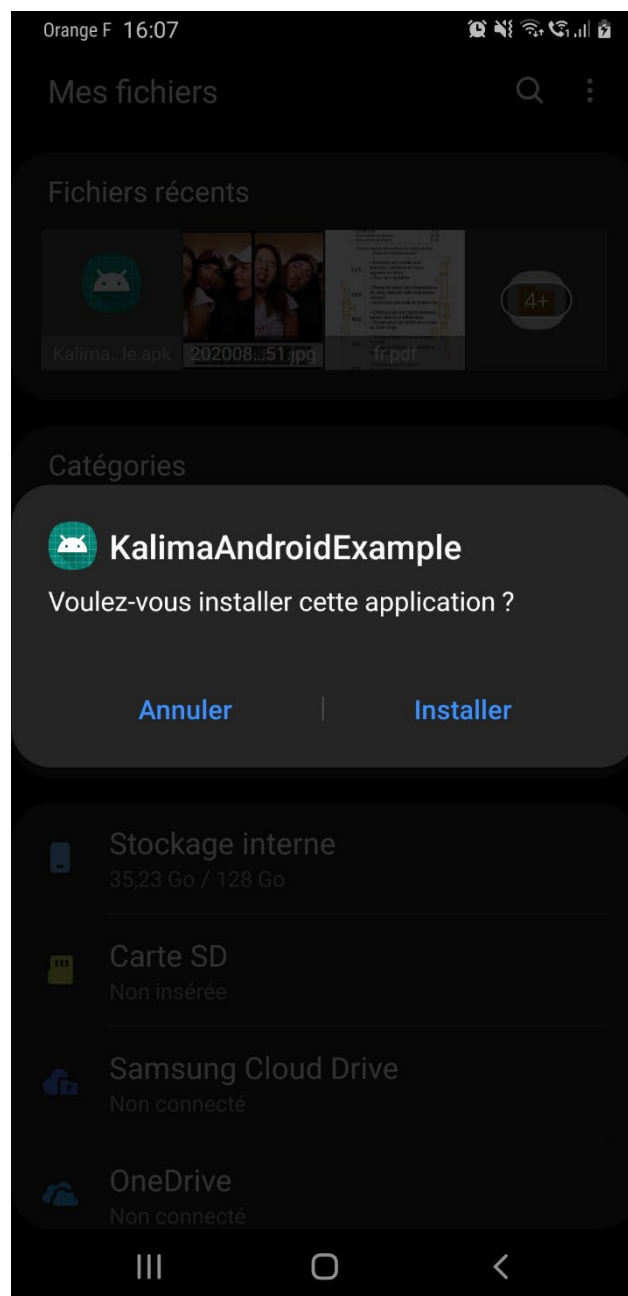 Orange F 16:07
Mes fichiers
Fichiers récents
4+
Kalima...le.apk 202008...51.jpg fr.pdf
Catégories
KalimaAndroidExample
Voulez-vous installer cette application ?
Annuler Installer
Stockage interne
35,23 Go / 128 Go
Carte SD
Non insérée
Samsung Cloud Drive
Non connecté
OneDrive
Non connecté